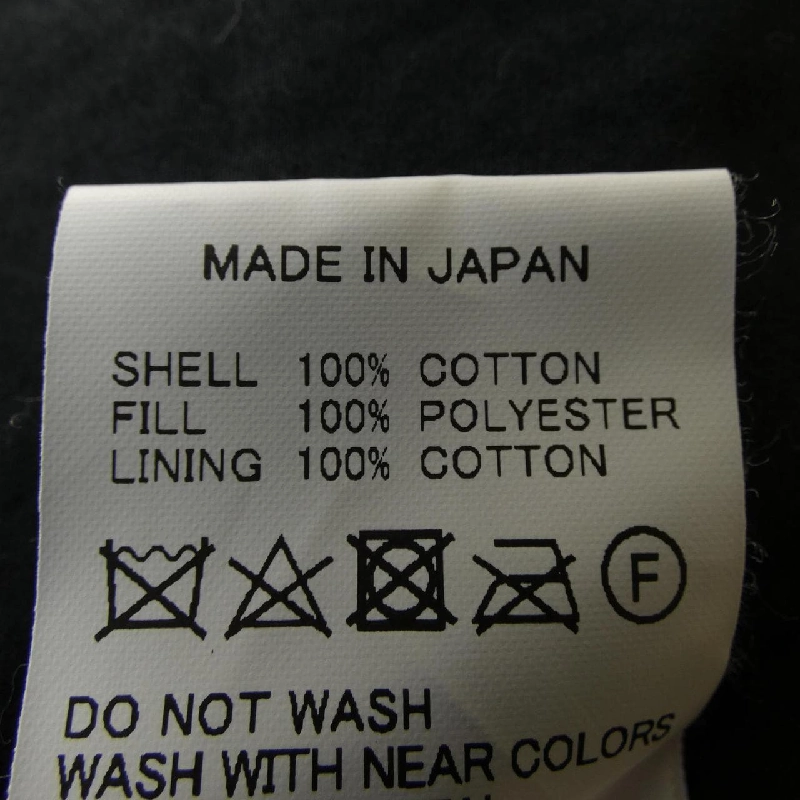 MADE IN JAPAN
SHELL 100% COTTON
FILL 100% POLYESTER
LINING 100% COTTON
F
DO NOT WASH
WASH WITH NEAR COLORS